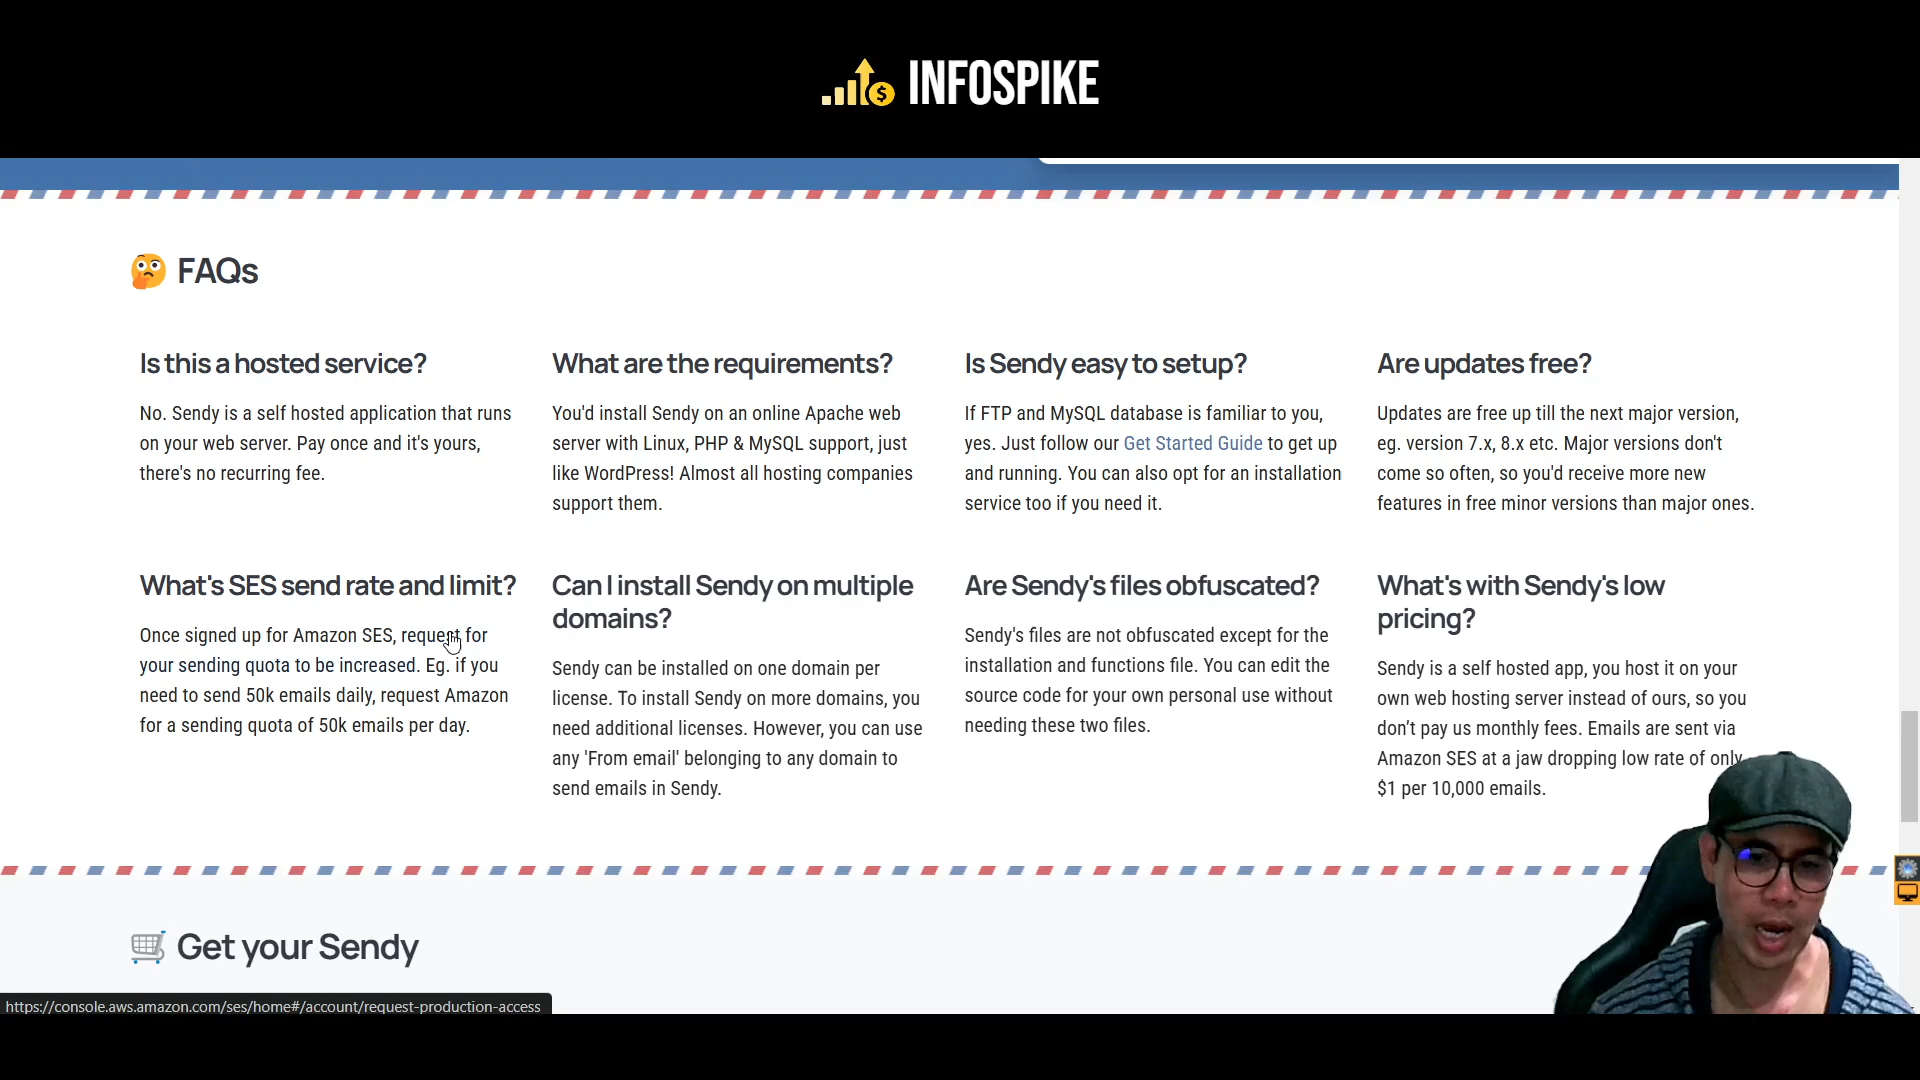 INFOSPIKE
FAQs
Is this a hosted service?
No. Sendy is a self hosted application that runs
on your web server. Pay once and it's yours,
there's no recurring fee.
What are the requirements?
You'd install Sendy on an online Apache web
server with Linux, PHP & MySQL support, just
like WordPress! Almost all hosting companies
support them.
Is Sendy easy to setup?
If FTP and MySQL database is familiar to you,
yes. Just follow our Get Started Guide to get up
and running. You can also opt for an installation
service too if you need it.
Are updates free?
Updates are free up till the next major version,
eg. version 7.x, 8.x etc. Major versions don't
come so often, so you'd receive more new
features in free minor versions than major ones.
What's SES send rate and limit?
Once signed up for Amazon SES, request for
your sending quota to be increased. Eg. if you
need to send 50k emails daily, request Amazon
for a sending quota of 50k emails per day.
Can I install Sendy on multiple
domains?
Sendy can be installed on one domain per
license. To install Sendy on more domains, you
need additional licenses. However, you can use
any 'From email' belonging to any domain to
send emails in Sendy.
Are Sendy's files obfuscated?
Sendy's files are not obfuscated except for the
installation and functions file. You can edit the
source code for your own personal use without
needing these two files.
What's with Sendy's low
pricing?
Sendy is a self hosted app, you host it on your
own web hosting server instead of ours, so you
don’t pay us monthly fees. Emails are sent via
Amazon SES at a jaw dropping low rate of only
$1 per 10,000 emails.
Get your Sendy
https://console.aws.amazon.com/ses/home#/account/request-production-access